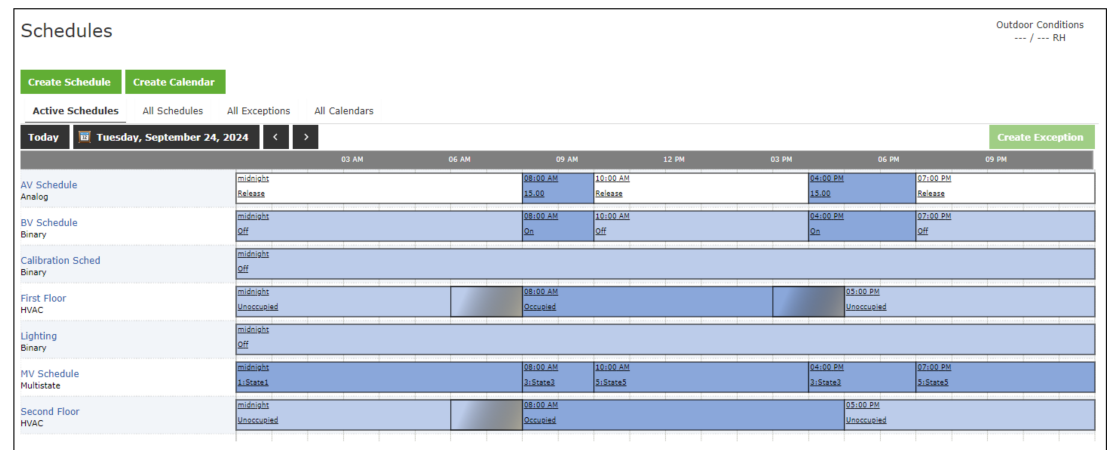 Schedules
Outdoor Conditions
--- / --- RH
Create Schedule Create Calendar
Active Schedules All Schedules All Exceptions All Calendars
Today Tuesday, September 24, 2024 < > Create Exception
03 AM 06 AM 09 AM 12 PM 03 PM 06 PM 09 PM
AV Schedule
Analog
midnight 08:00 AM 10:00 AM 04:00 PM 07:00 PM
Release 15.00 Release 15.00 Release
BV Schedule
Binary
midnight 08:00 AM 10:00 AM 04:00 PM 07:00 PM
Off On Off On Off
Calibration Sched
Binary
midnight
Off
First Floor
HVAC
midnight 08:00 AM 05:00 PM
Unoccupied Occupied Unoccupied
Lighting
Binary
midnight
Off
MV Schedule
Multistate
midnight 08:00 AM 10:00 AM 04:00 PM 07:00 PM
1:State1 3:State3 5:State5 3:State3 5:State5
Second Floor
HVAC
midnight 08:00 AM 05:00 PM
Unoccupied Occupied Unoccupied